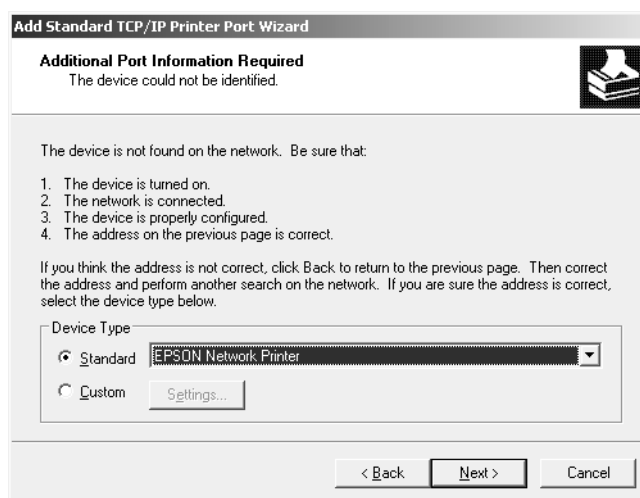 Add Standard TCP/IP Printer Port Wizard
Additional Port Information Required
The device could not be identified.
The device is not found on the network. Be sure that:
1. The device is turned on.
2. The network is connected.
3. The device is properly configured.
4. The address on the previous page is correct.
If you think the address is not correct, click Back to return to the previous page. Then correct
the address and perform another search on the network. If you are sure the address is correct,
select the device type below.
Device Type
Standard EPSON Network Printer
Custom Settings...
< Back Next > Cancel